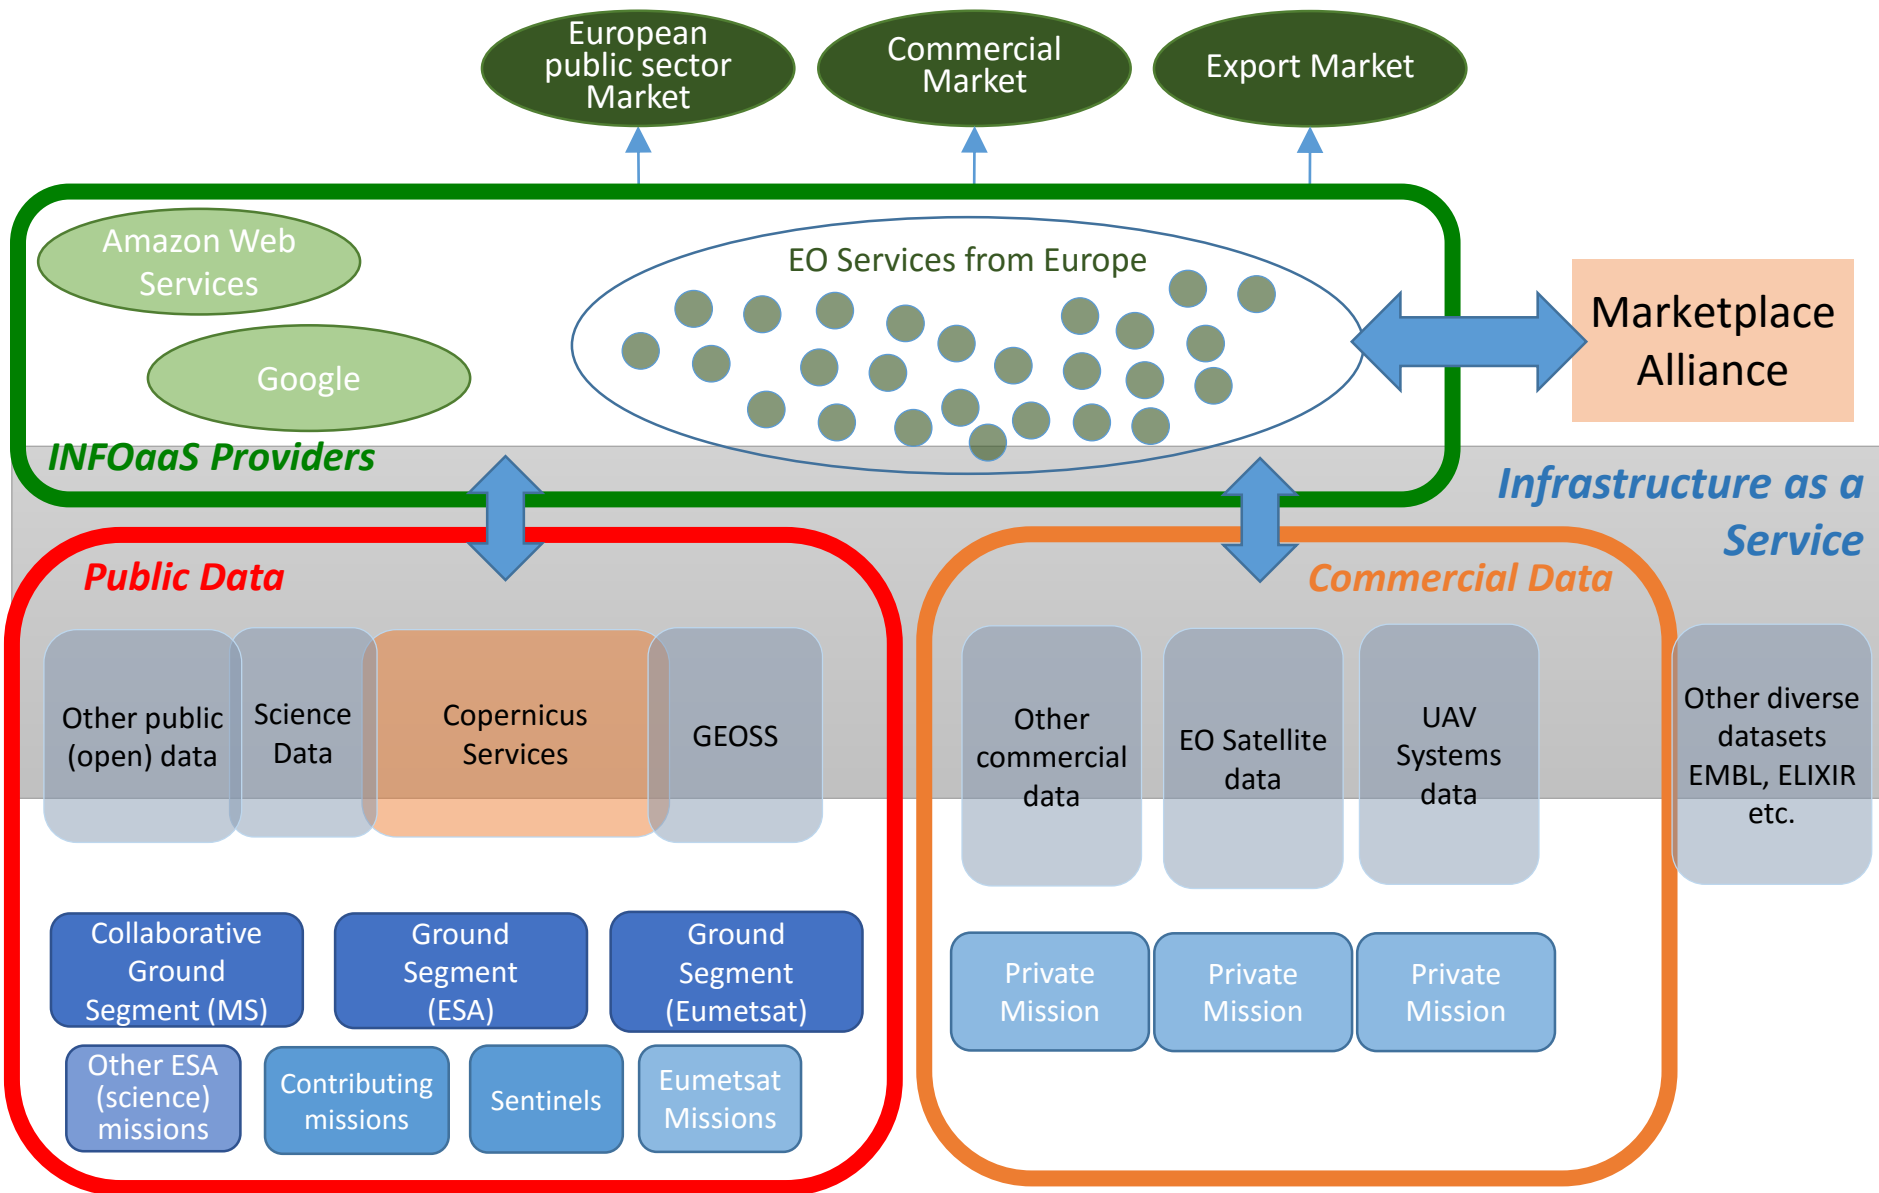 European
public sector
Market
Commercial
Market
Export Market
Amazon Web
Services
Google
EO Services from Europe
Marketplace
Alliance
INFOaaS Providers
Infrastructure as a
Service
Public Data
Commercial Data
Other public
(open) data
Science
Data
Copernicus
Services
GEOSS
Other
commercial
data
EO Satellite
data
UAV
Systems
data
Other diverse
datasets
EMBL, ELIXIR
etc.
Collaborative
Ground
Segment (MS)
Ground
Segment
(ESA)
Ground
Segment
(Eumetsat)
Private
Mission
Private
Mission
Private
Mission
Other ESA
(science)
missions
Contributing
missions
Sentinels
Eumetsat
Missions